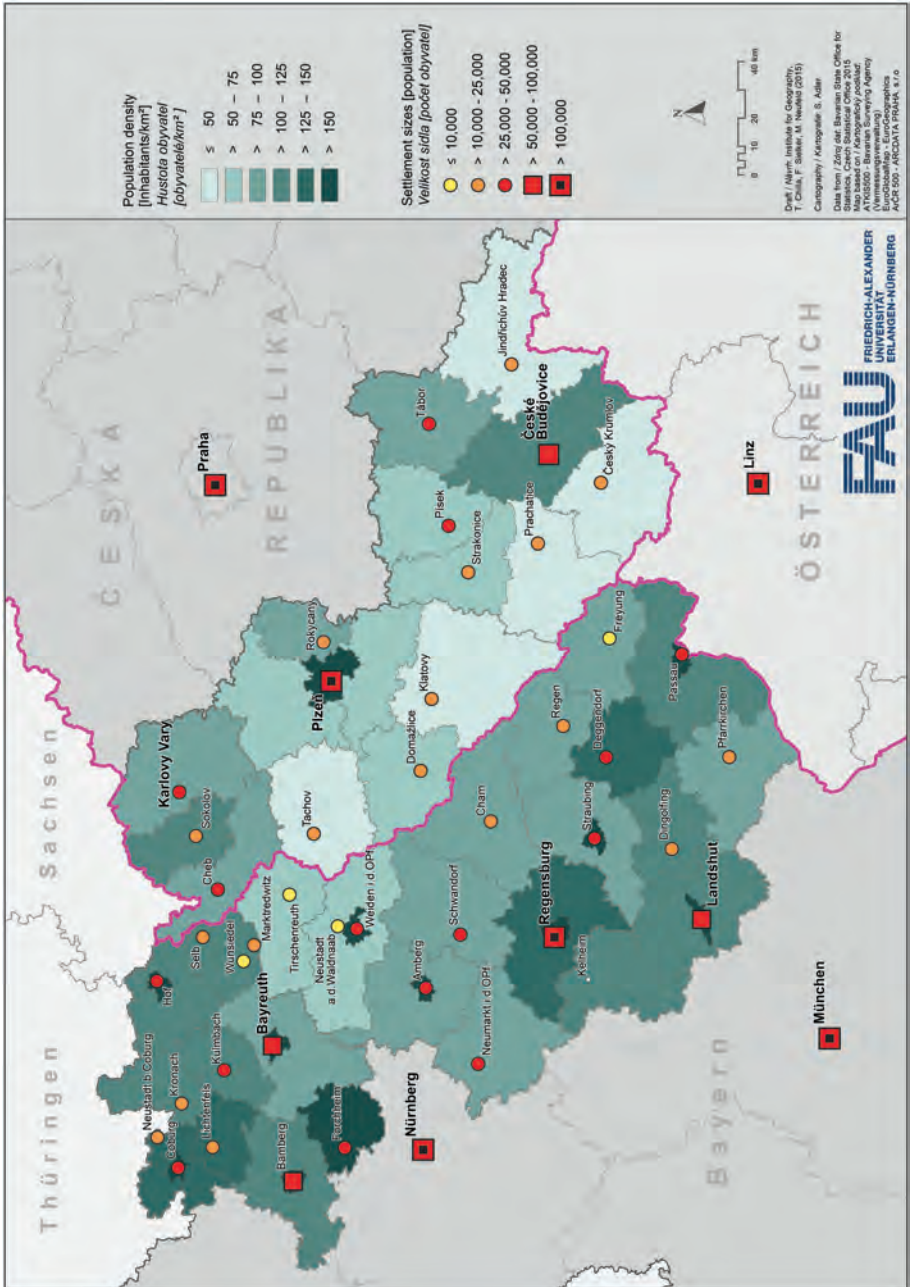 Population density
[Inhabitants/km²]
Hustota obyvatel
[obyvatelé/km²]
≤ 50
> 50 – 75
> 75 – 100
> 100 – 125
> 125 – 150
> 150
Settlement sizes [population]
Velikost sídla [počet obyvatel]
≤ 10,000
> 10,000 - 25,000
> 25,000 - 50,000
> 50,000 - 100,000
> 100,000
N
0 10 20 40 km
Draft / Návrh: Institute for Geography,
T. Chilla, F. Sielker, M. Neufeld (2015)
Cartography / Kartografie: S. Adler
Data from / Zdroj dat: Bavarian State Office for
Statistics, Czech Statistical Office 2015
Map based on / Kartografický podklad:
ATKIS500 - Bavarian Surveying Agency
(Vermessungsverwaltung)
EuroGlobalMap - EuroGeographics
ArCR 500 - ARCDATA PRAHA, s.r.o.
FAU
FRIEDRICH-ALEXANDER
UNIVERSITÄT
ERLANGEN-NÜRNBERG
Thüringen
Sachsen
ČESKÁ
REPUBLIKA
Bayern
ÖSTERREICH
Praha
Neustadt b Coburg
Coburg
Kronach
Lichtenfels
Kulmbach
Hof
Selb
Wunsiedel
Marktredwitz
Cheb
Sokolov
Karlovy Vary
Bamberg
Forchheim
Bayreuth
Tirschenreuth
Neustadt
a d Waldnaab
Weiden i d OPf
Tachov
Plzeň
Rokycany
Nürnberg
Neumarkt i d OPf
Amberg
Schwandorf
Cham
Domažlice
Klatovy
Strakonice
Písek
Tábor
Jindřichův Hradec
České
Budějovice
Prachatice
Český Krumlov
Regensburg
Kelheim
Straubing
Deggendorf
Regen
Freyung
Passau
Landshut
Dingolfing
Pfarrkirchen
München
Linz